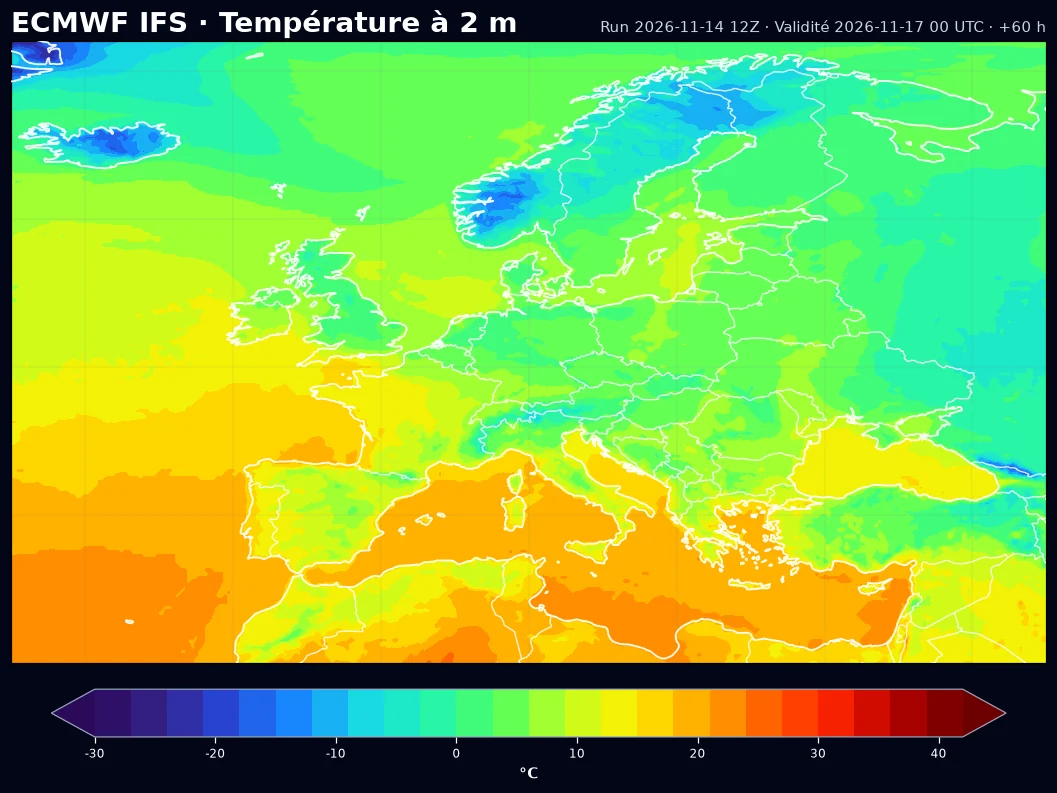 ECMWF IFS · Température à 2 m
Run 2026-11-14 12Z · Validité 2026-11-17 00 UTC · +60 h
-30 -20 -10 0 10 20 30 40
°C